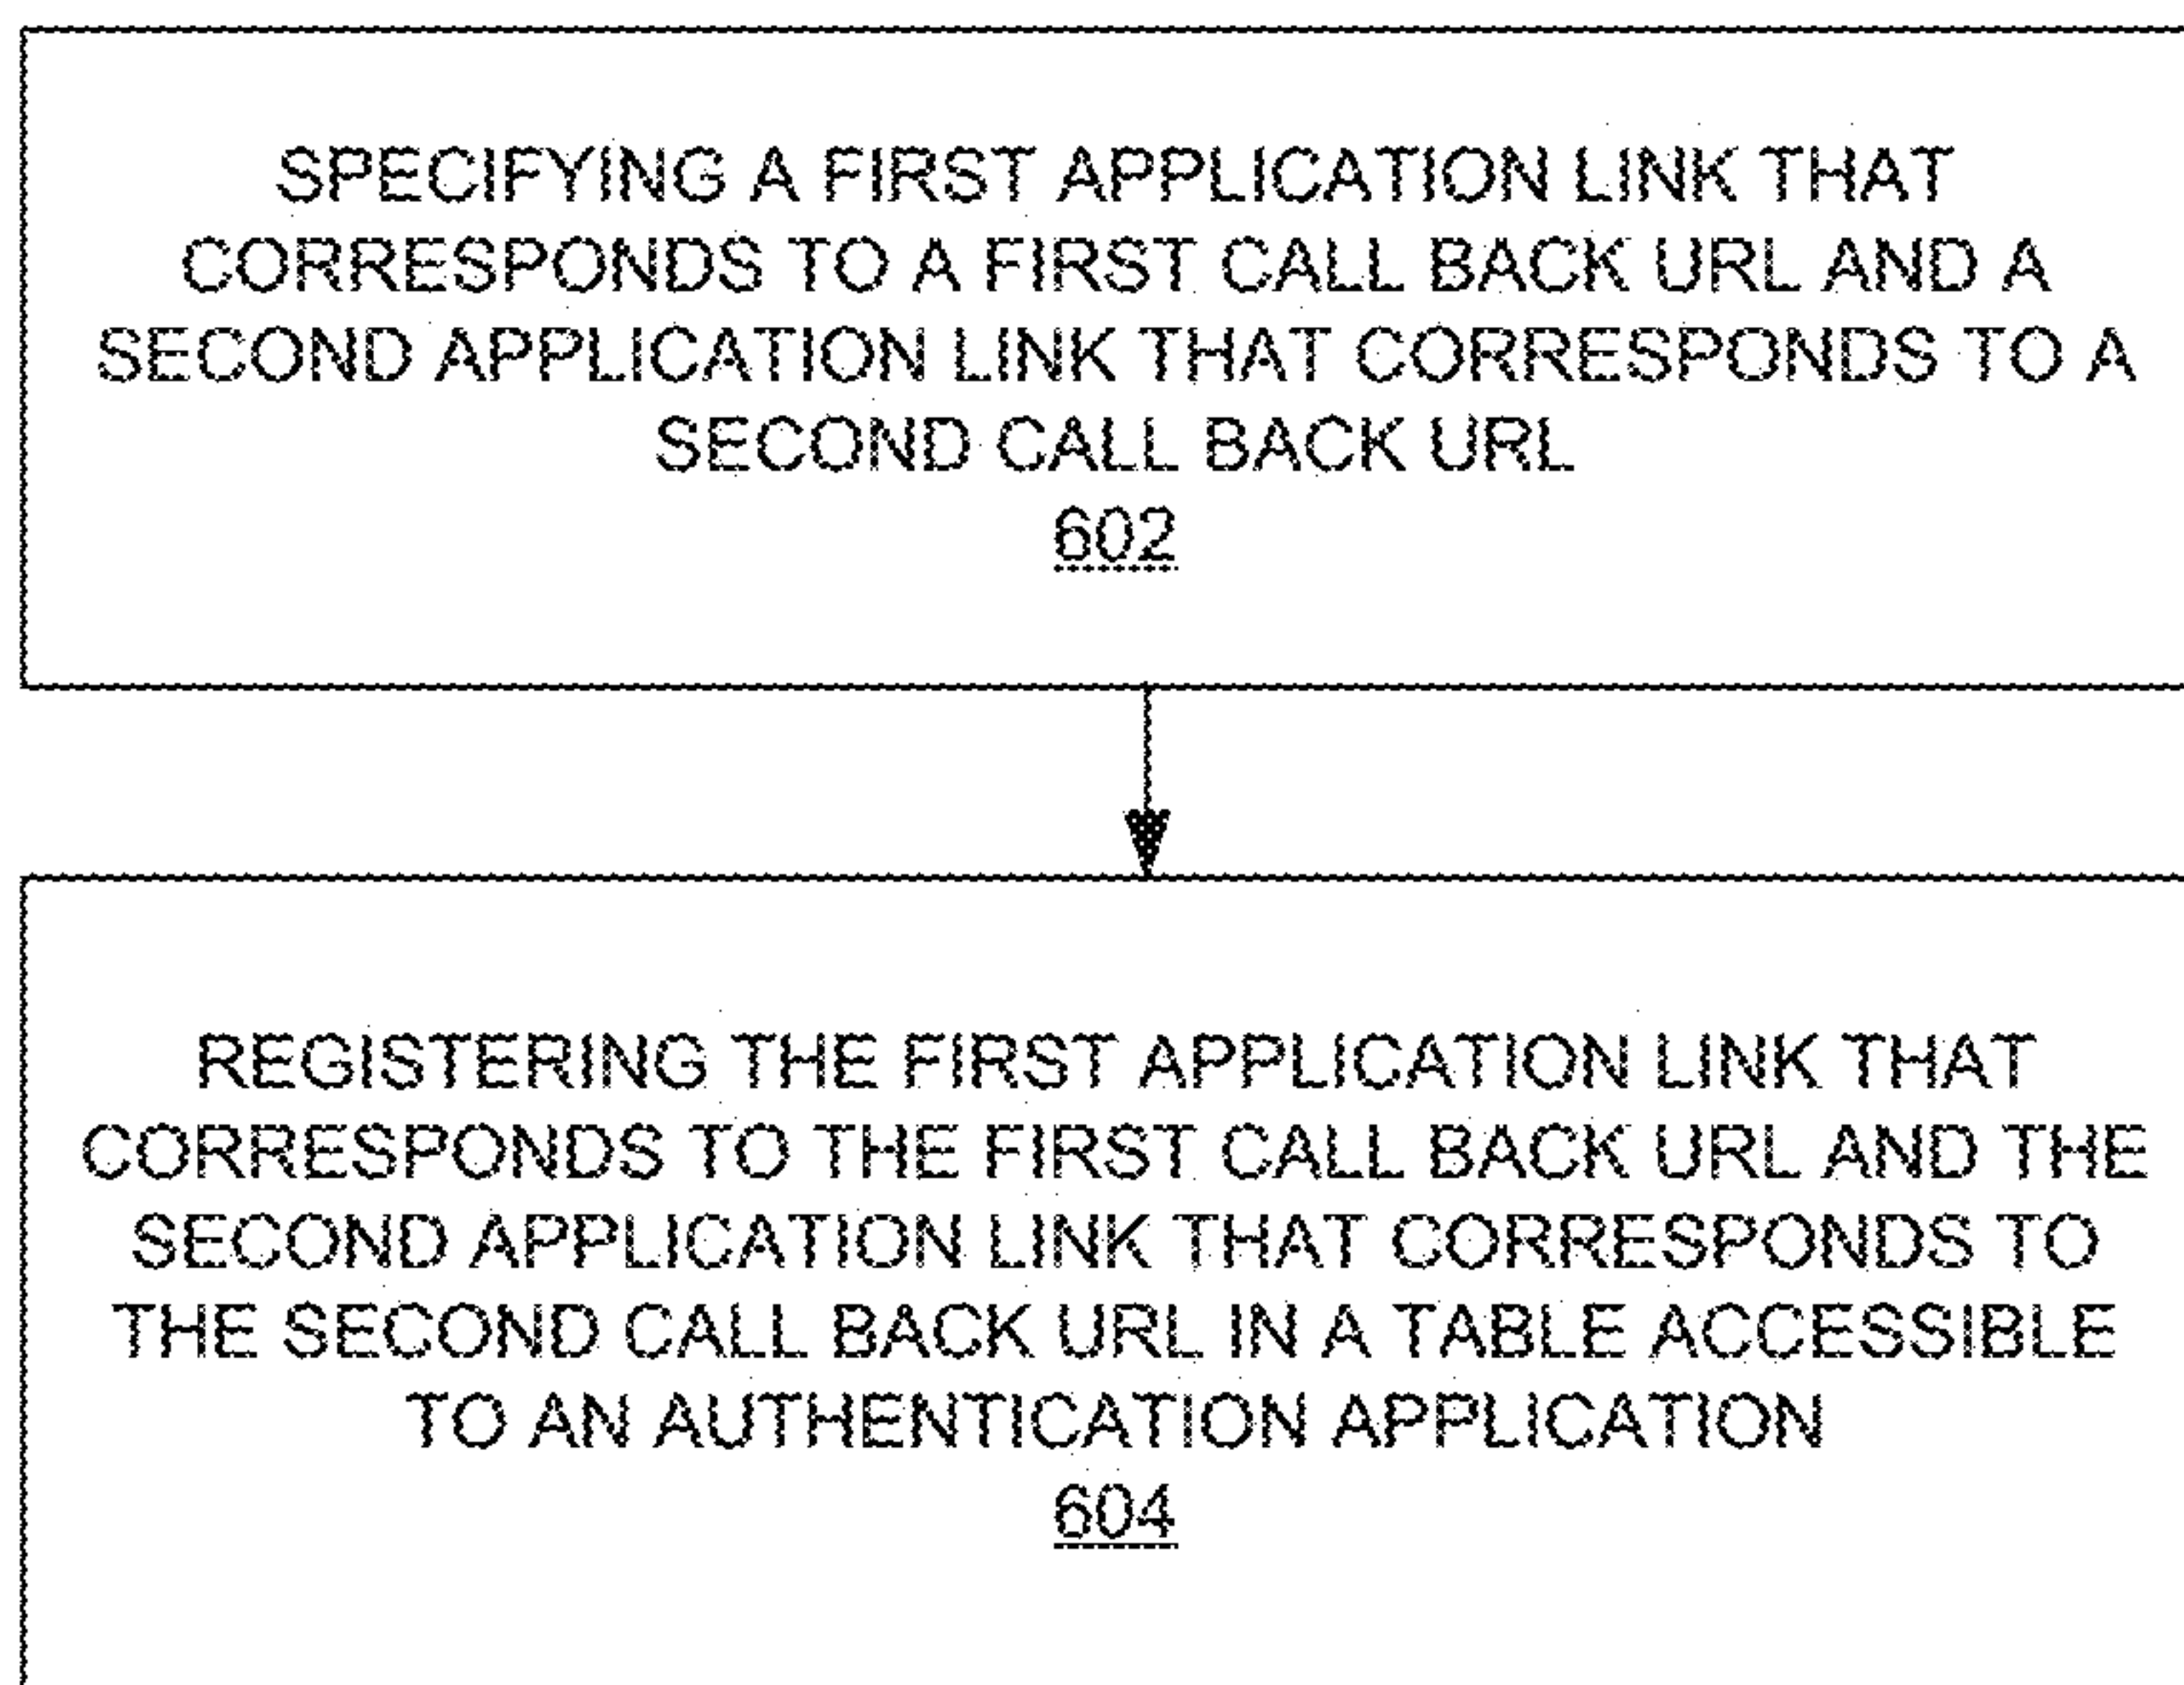 SPECIFYING A FIRST APPLICATION LINK THAT
CORRESPONDS TO A FIRST CALL BACK URL AND A
SECOND APPLICATION LINK THAT CORRESPONDS TO A
SECOND CALL BACK URL
602
REGISTERING THE FIRST APPLICATION LINK THAT
CORRESPONDS TO THE FIRST CALL BACK URL AND THE
SECOND APPLICATION LINK THAT CORRESPONDS TO
THE SECOND CALL BACK URL IN A TABLE ACCESSIBLE
TO AN AUTHENTICATION APPLICATION
604